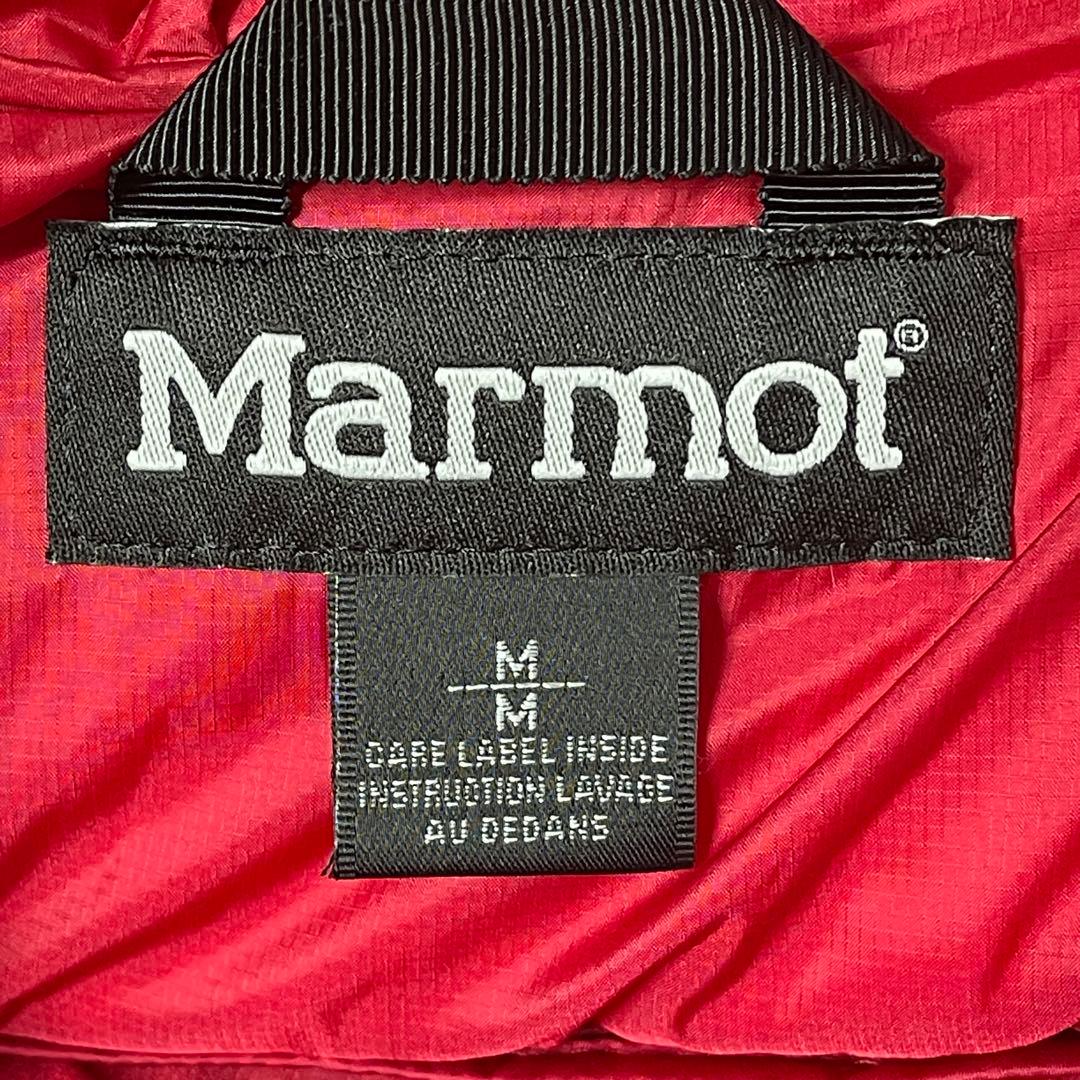 Marmot®
M
M
CARE LABEL INSIDE
INSTRUCTION LAVAGE
AU DEDANS